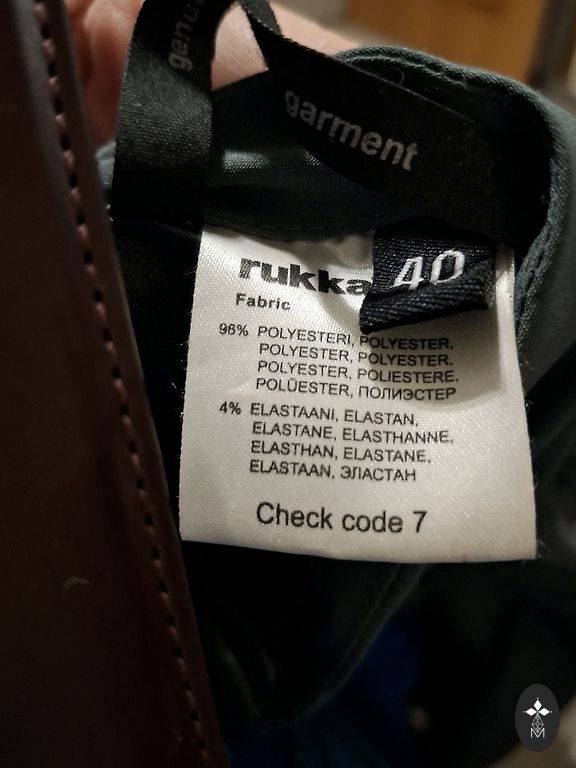 genui
garment
rukka
40
Fabric
96% POLYESTERI, POLYESTER,
POLYESTER, POLYESTER,
POLYESTER, POLIESTERE,
POLÜESTER, ПОЛИЭСТЕР
4% ELASTAANI, ELASTAN,
ELASTANE, ELASTHANNE,
ELASTHAN, ELASTANE,
ELASTAAN, ЭЛАСТАН
Check code 7
M